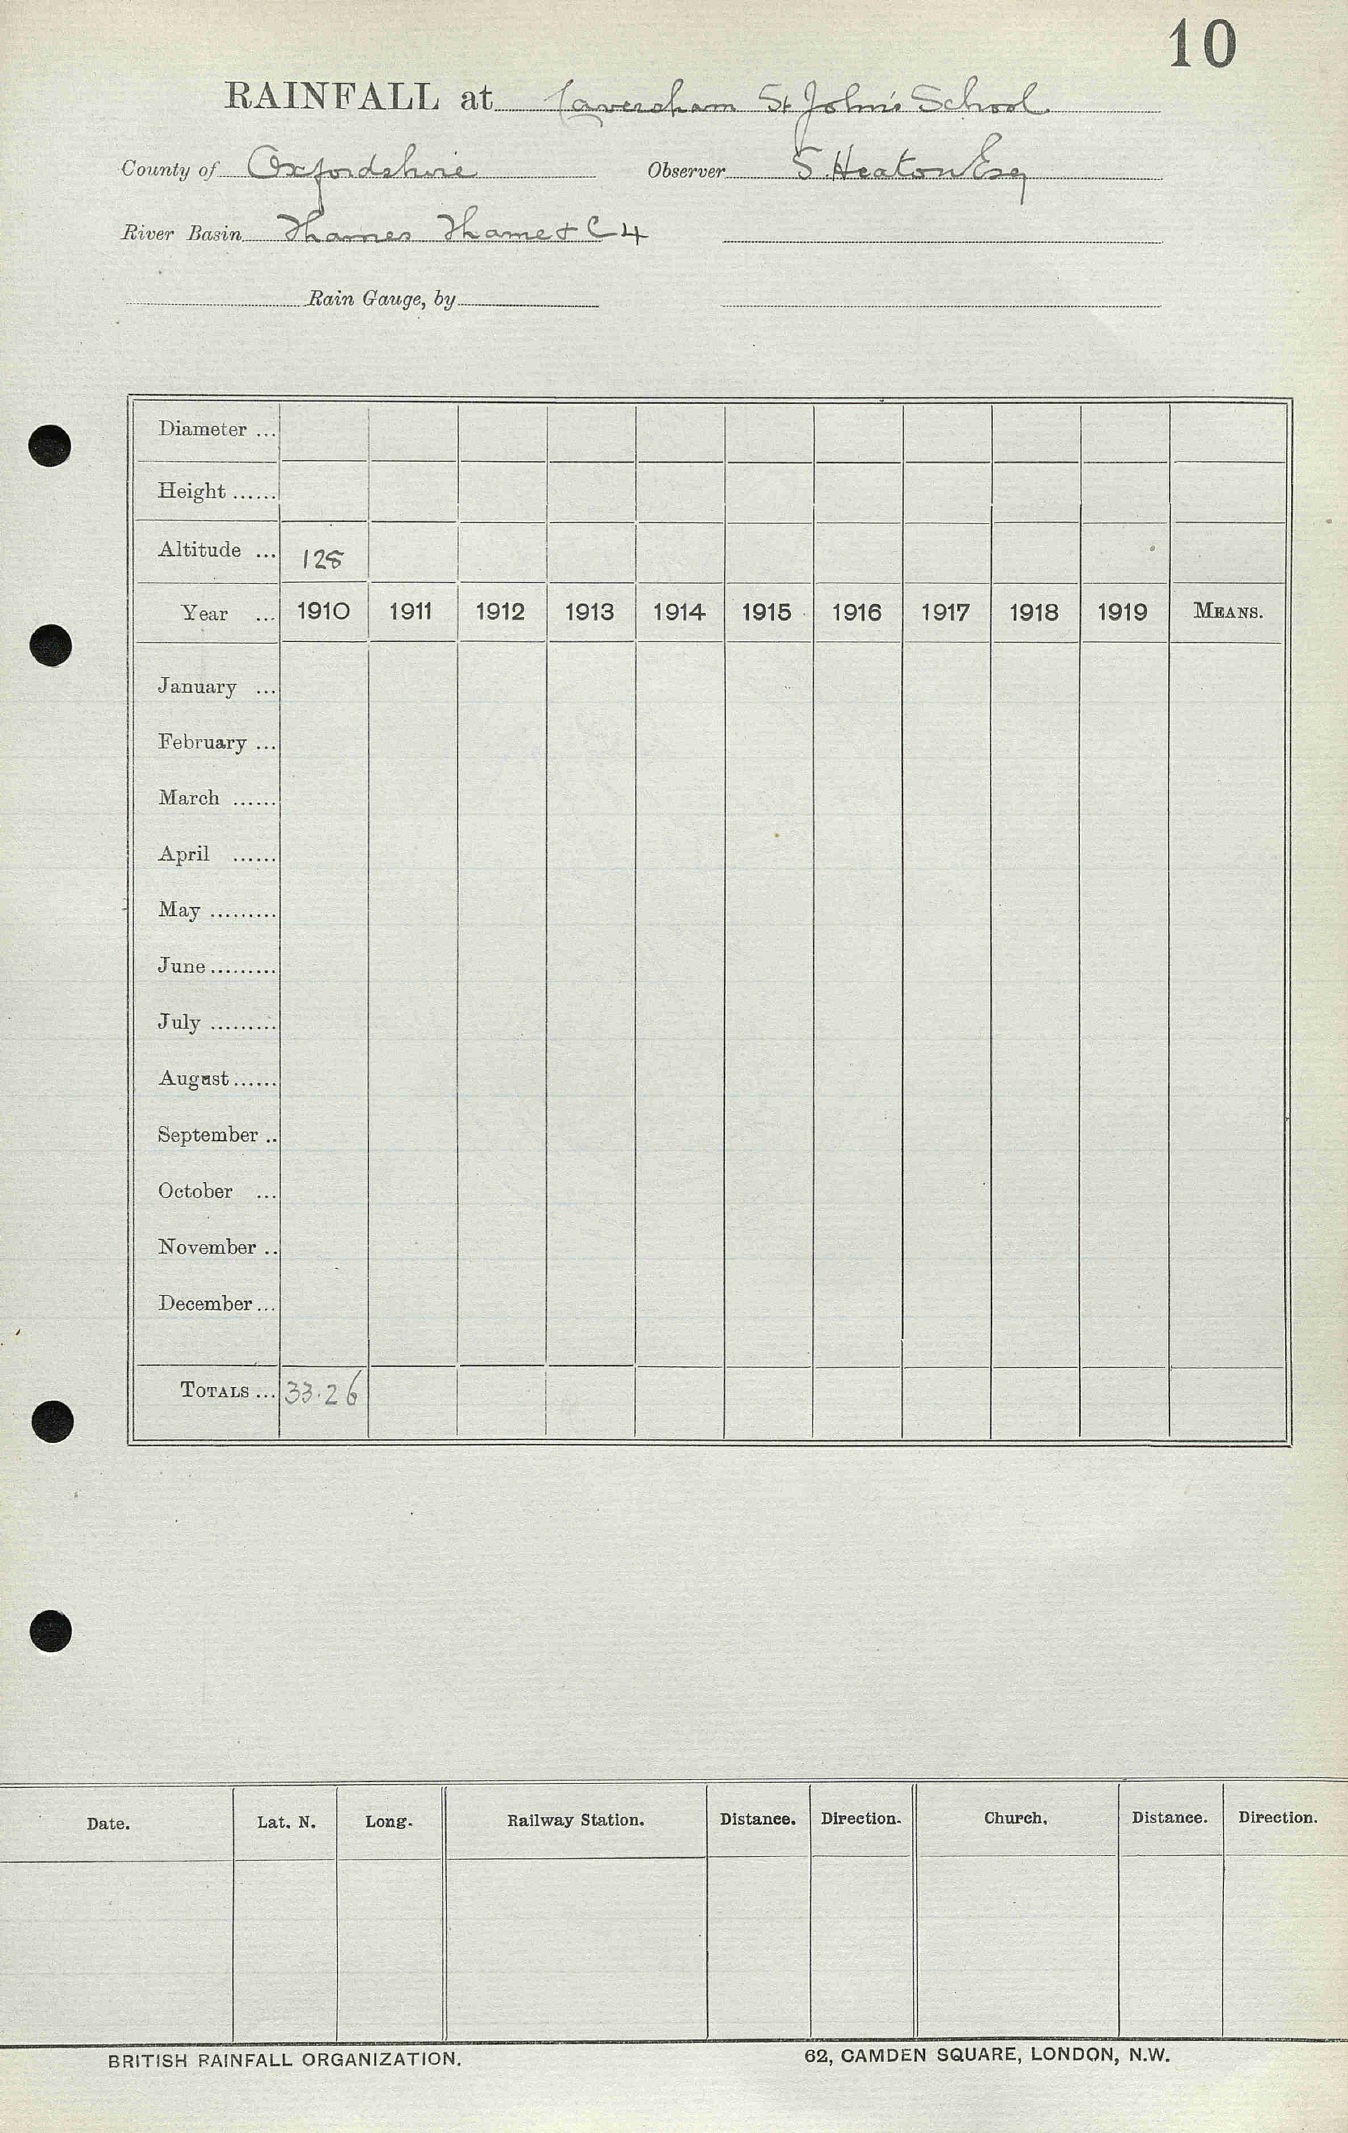 10
RAINFALL at Caversham St John's School
County of Oxfordshire Observer S. Heaton Esq
River Basin Thames Thame & C 4
Rain Gauge, by
Diameter ...
Height ......
Altitude ... 128
Year ... 1910 1911 1912 1913 1914 1915 1916 1917 1918 1919 MEANS.
January ...
February ...
March ......
April ......
May .........
June .........
July .........
August ......
September ..
October ...
November ..
December ...
TOTALS ... 33.26
Date. Lat. N. Long. Railway Station. Distance. Direction. Church. Distance. Direction.
BRITISH RAINFALL ORGANIZATION. 62, CAMDEN SQUARE, LONDON, N.W.